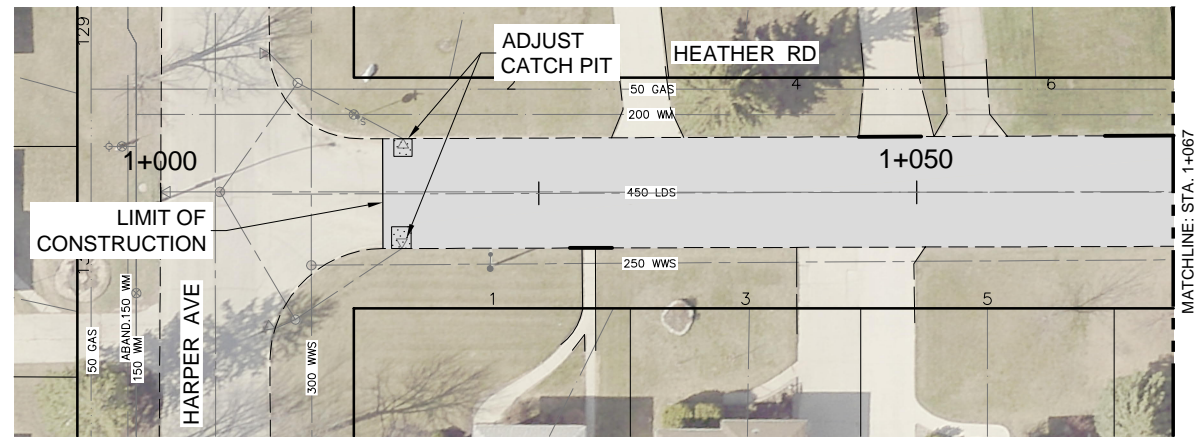 129
ADJUST
CATCH PIT
HEATHER RD
2
4
6
50 GAS
200 WM
S
1+000
1+050
450 LDS
LIMIT OF
CONSTRUCTION
250 WWS
1
3
5
HARPER AVE
50 GAS
ABAND.150 WM
150 WM
300 WWS
MATCHLINE: STA. 1+067